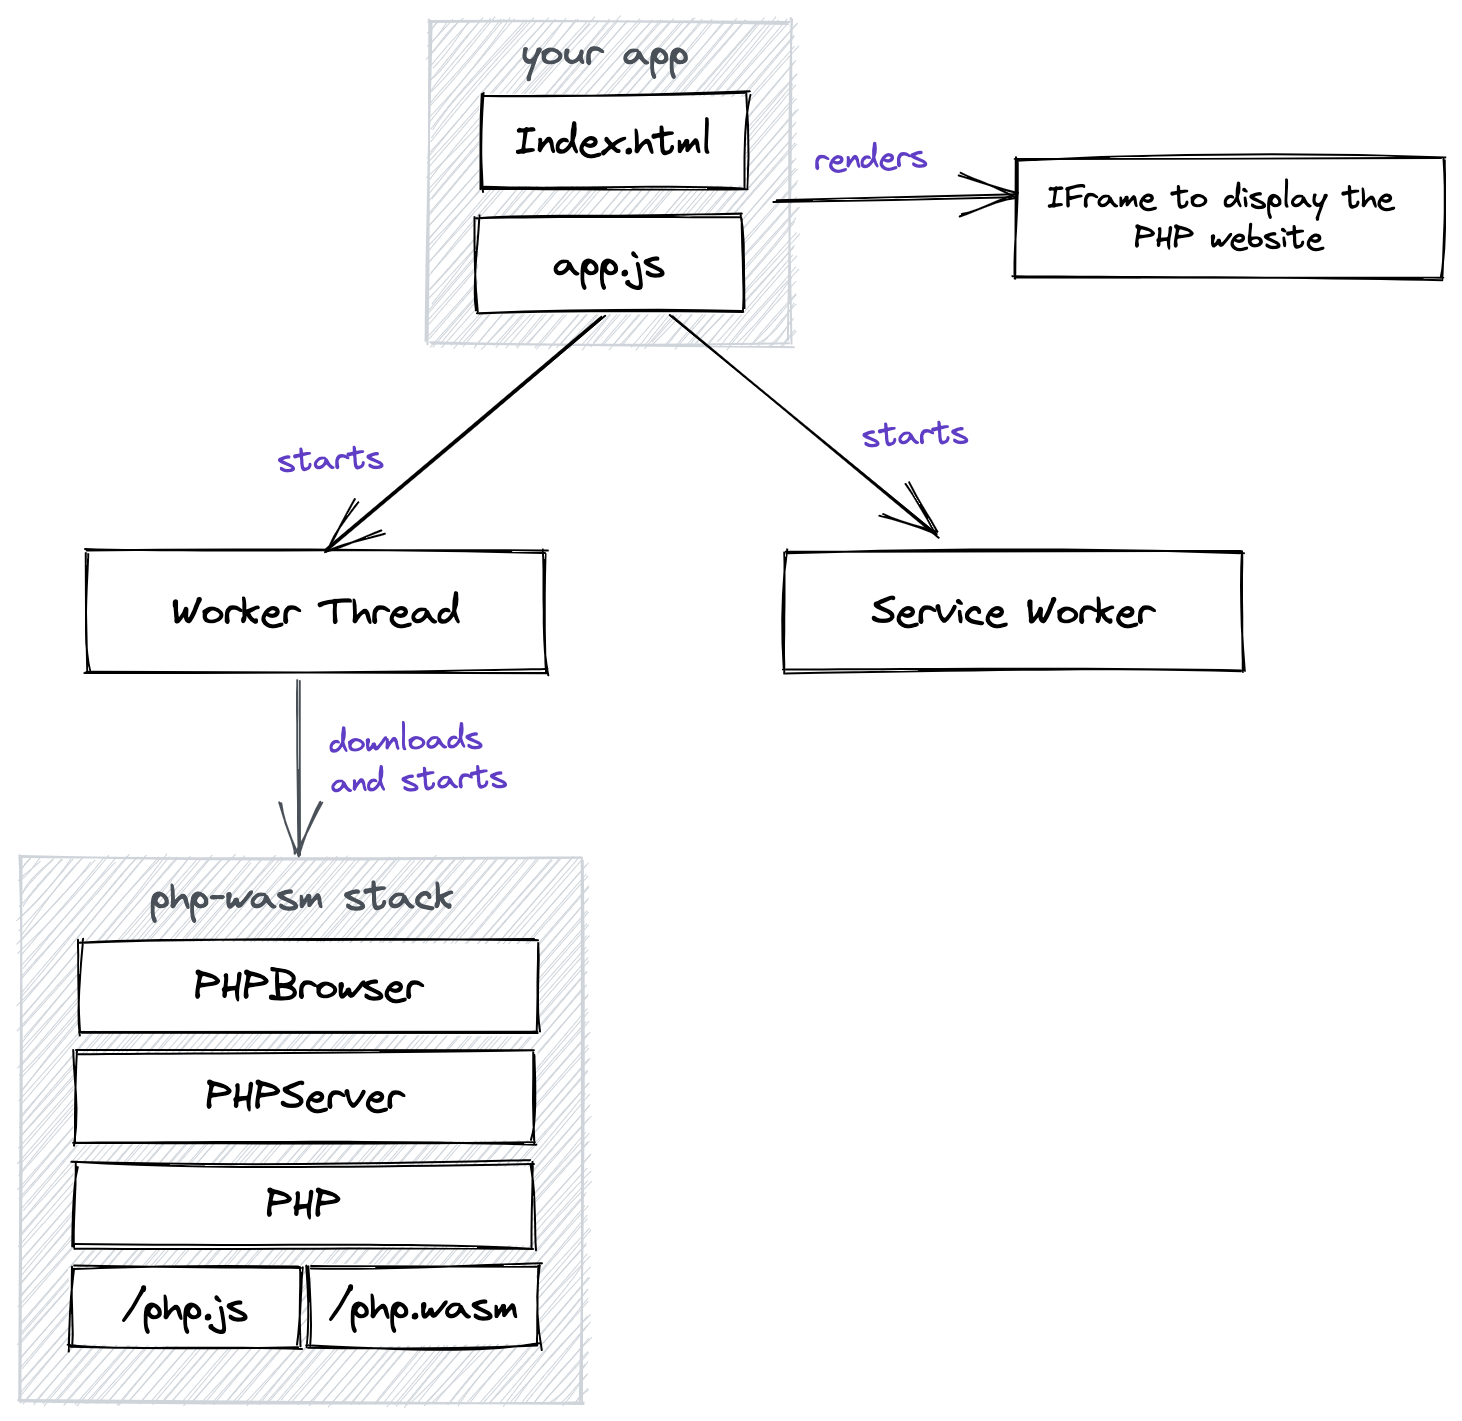 your app
Index.html
renders
IFrame to display the
PHP website
app.js
starts
starts
Worker Thread
Service Worker
downloads
and starts
php-wasm stack
PHPBrowser
PHPServer
PHP
/php.js
/php.wasm